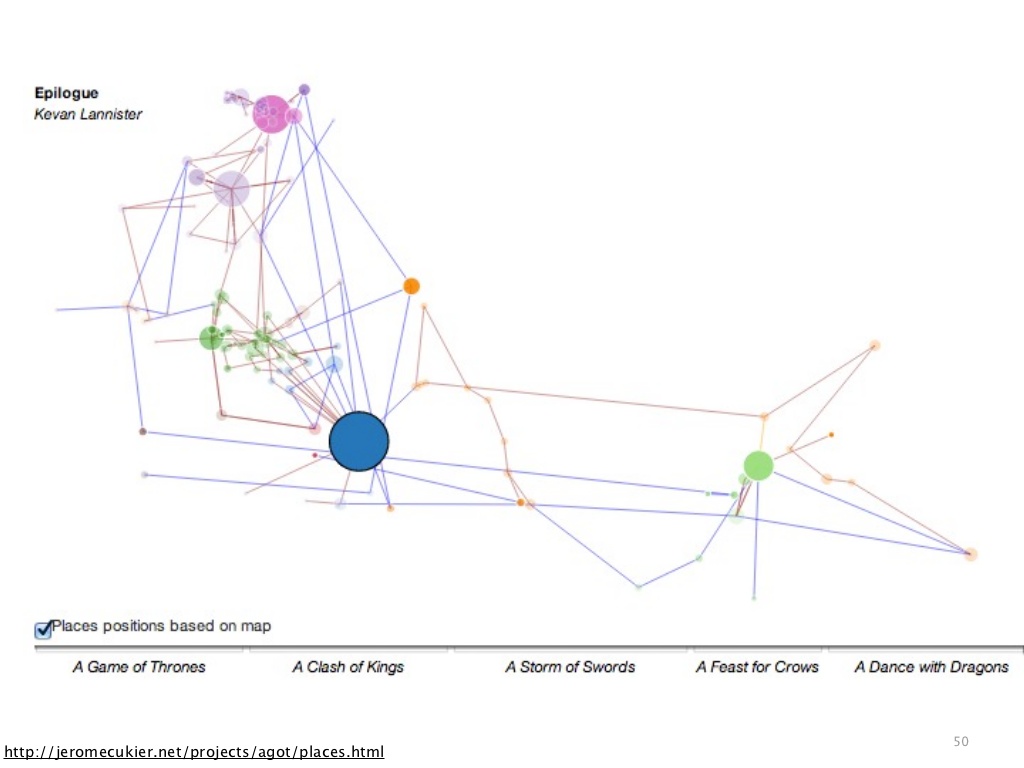 Epilogue
Kevan Lannister
Places positions based on map
A Game of Thrones
A Clash of Kings
A Storm of Swords
A Feast for Crows
A Dance with Dragons
50
http://jeromecukier.net/projects/agot/places.html